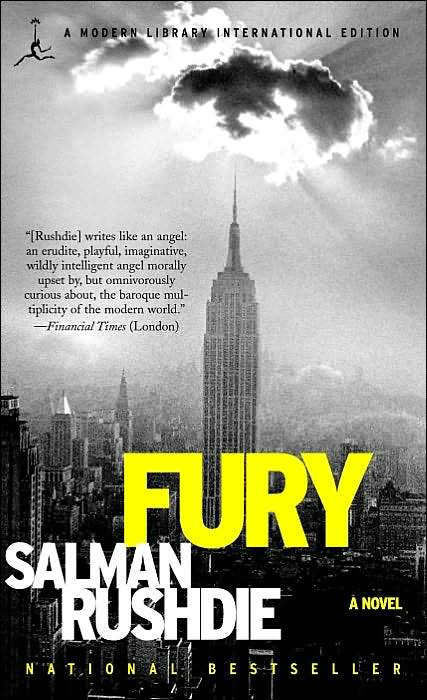 A MODERN LIBRARY INTERNATIONAL EDITION
“[Rushdie] writes like an angel:
an erudite, playful, imaginative,
wildly intelligent angel morally
upset by, but omnivorously
curious about, the baroque mul-
tiplicity of the modern world.”
—Financial Times (London)
FURY
SALMAN
RUSHDIE
A NOVEL
NATIONAL BESTSELLER